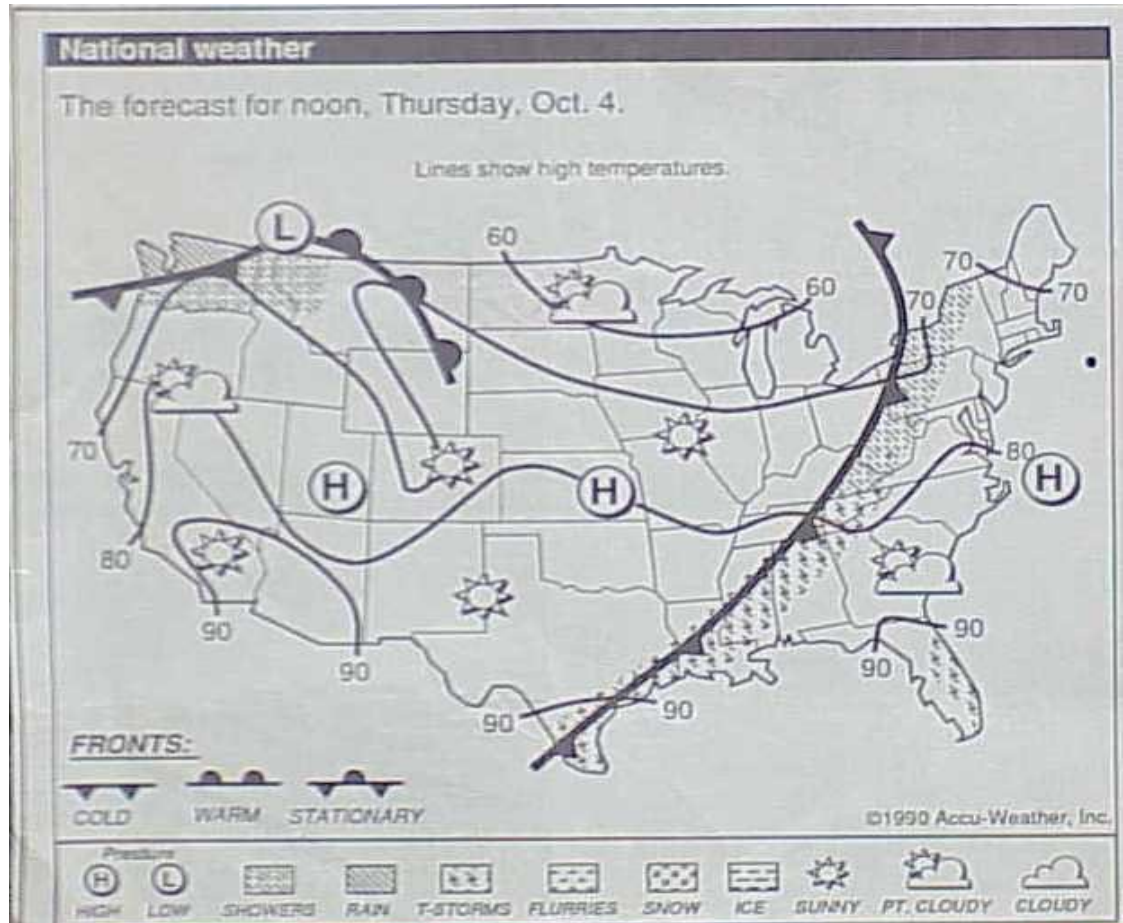 National weather
The forecast for noon, Thursday, Oct. 4.
Lines show high temperatures.
L
60
70
60
70
70
70
H
H
80
H
80
90
90
90
90
90
90
FRONTS:
COLD WARM STATIONARY
©1990 Accu-Weather, Inc.
Pressure
H L
HIGH LOW SHOWERS RAIN T-STORMS FLURRIES SNOW ICE SUNNY PT. CLOUDY CLOUDY